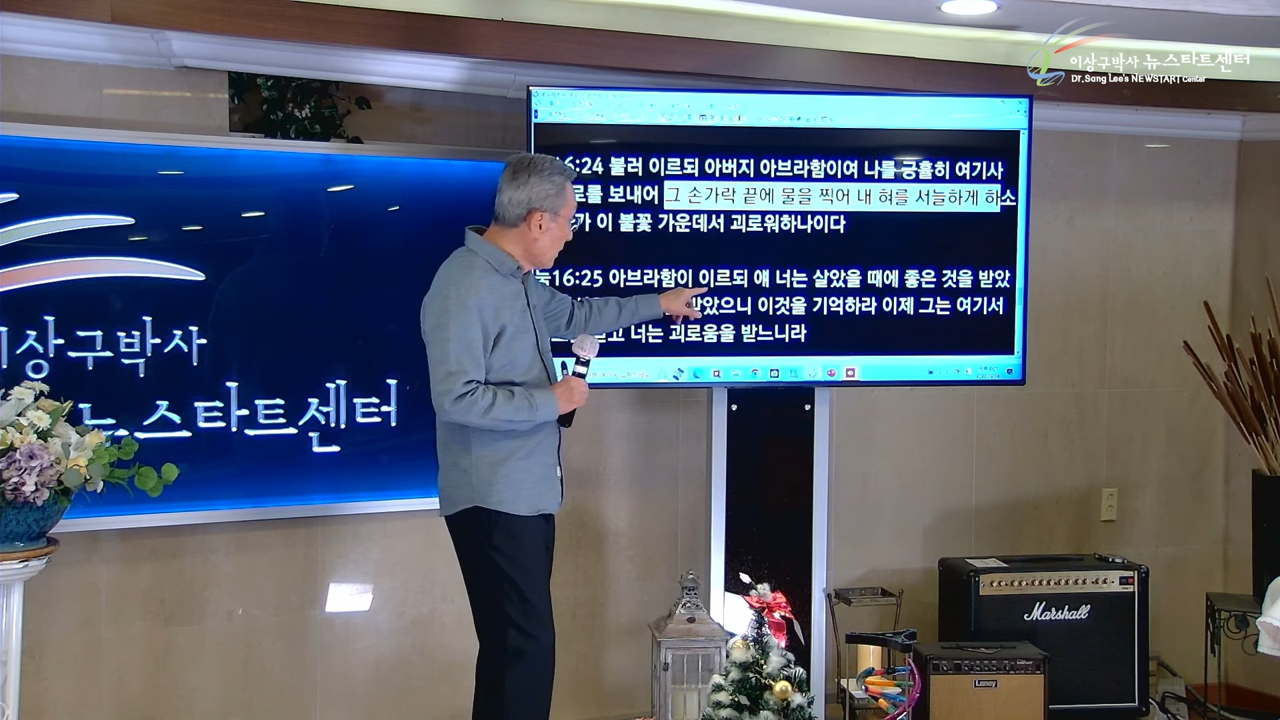 이상구박사 뉴스타트센터
Dr. Sang Lee's NEWSTART Center
16:24 불러 이르되 아버지 아브라함이여 나를 긍휼히 여기사
로를 보내어 그 손가락 끝에 물을 찍어 내 혀를 서늘하게 하소
가 이 불꽃 가운데서 괴로워하나이다
눅16:25 아브라함이 이르되 얘 너는 살았을 때에 좋은 것을 받았
받았으니 이것을 기억하라 이제 그는 여기서
고 너는 괴로움을 받느니라
이상구박사
뉴스타트센터
Marshall
Laney